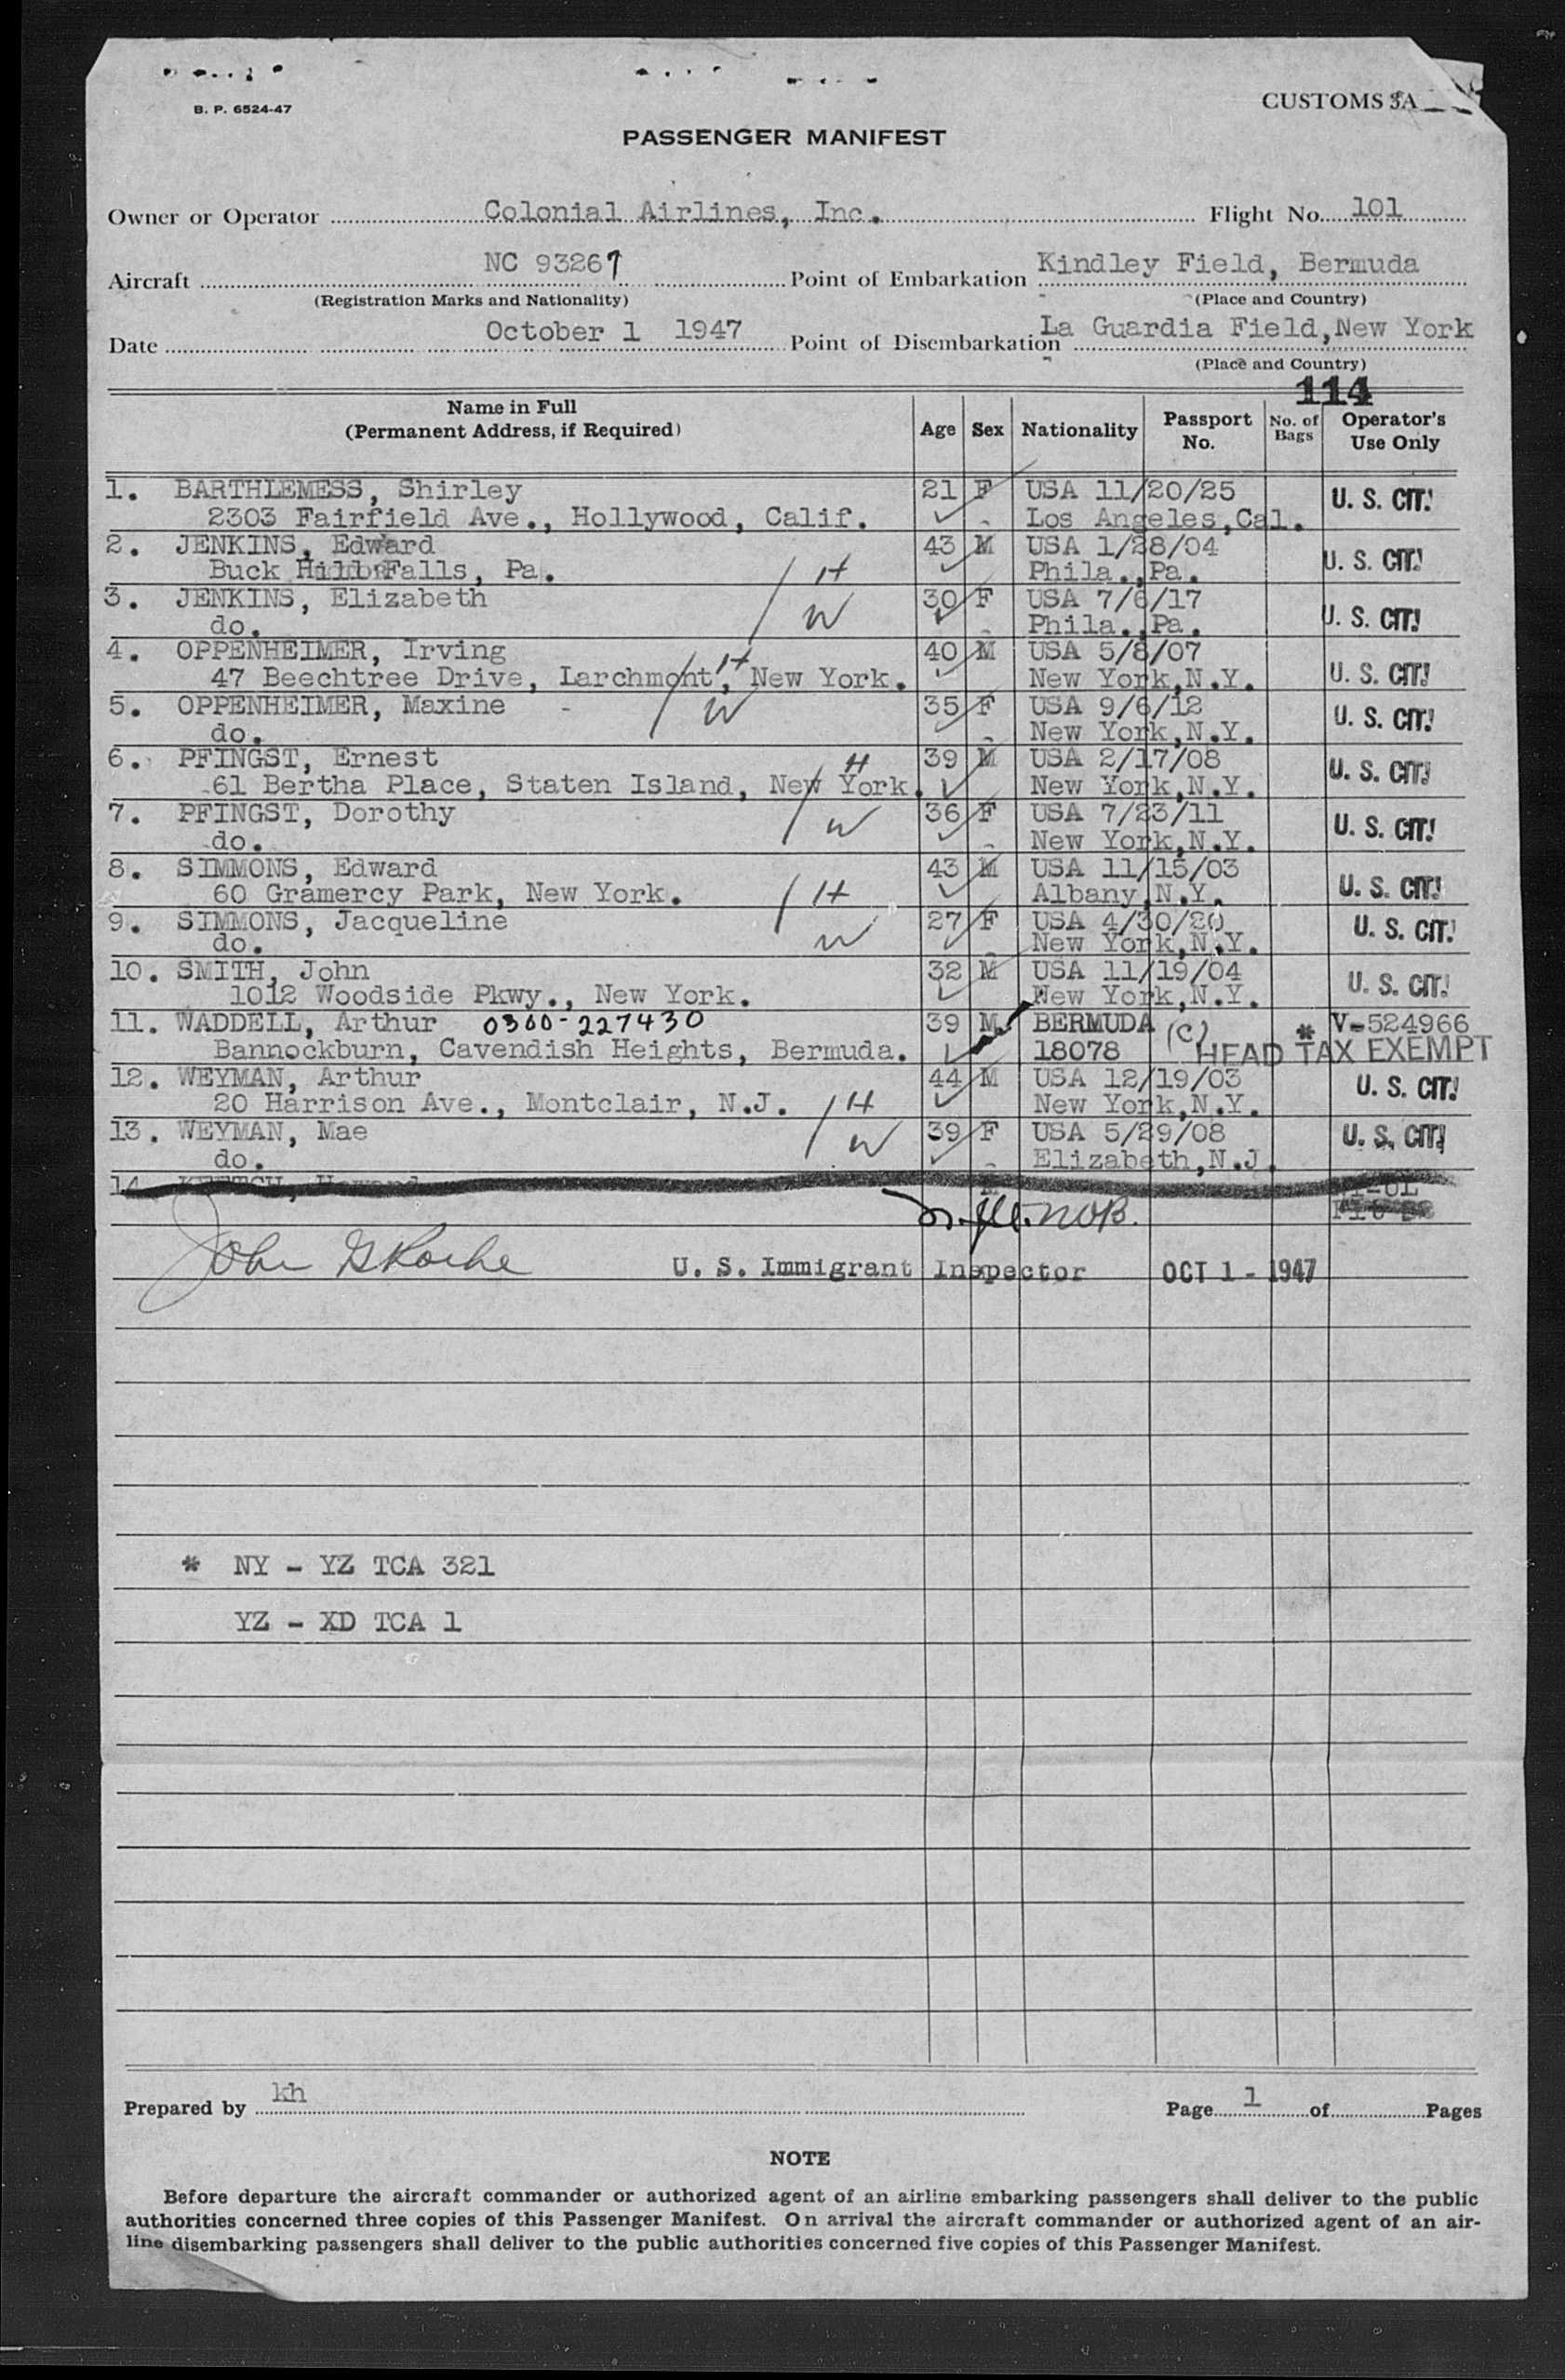 B. P. 6524-47
CUSTOMS 3A
PASSENGER MANIFEST
Owner or Operator Colonial Airlines, Inc. Flight No. 101
Aircraft NC 93267 Point of Embarkation Kindley Field, Bermuda
(Registration Marks and Nationality) (Place and Country)
Date October 1 1947 Point of Disembarkation La Guardia Field, New York
(Place and Country)
114
Name in Full
(Permanent Address, if Required) Age Sex Nationality Passport No. No. of Bags Operator's Use Only
1. BARTHLEMESS, Shirley 21 F USA 11/20/25 U. S. CIT.
2303 Fairfield Ave., Hollywood, Calif. Los Angeles, Cal.
2. JENKINS, Edward 43 M USA 1/28/04 U. S. CIT.
Buck Falls, Pa. H Phila., Pa.
3. JENKINS, Elizabeth 30 F USA 7/6/17 U. S. CIT.
do. W Phila., Pa.
4. OPPENHEIMER, Irving 40 M USA 5/8/07 U. S. CIT.
47 Beechtree Drive, Larchmont, New York. H New York, N.Y.
5. OPPENHEIMER, Maxine - 35 F USA 9/6/12 U. S. CIT.
do. W New York, N.Y.
6. PFINGST, Ernest H 39 M USA 2/17/08 U. S. CIT.
61 Bertha Place, Staten Island, New York. New York, N.Y.
7. PFINGST, Dorothy 36 F USA 7/23/11 U. S. CIT.
do. W New York, N.Y.
8. SIMMONS, Edward 43 M USA 11/15/03 U. S. CIT.
60 Gramercy Park, New York. H Albany, N.Y.
9. SIMMONS, Jacqueline 27 F USA 4/30/20 U. S. CIT.
do. W New York, N.Y.
10. SMITH, John 32 M USA 11/19/04 U. S. CIT.
1012 Woodside Pkwy., New York. New York, N.Y.
11. WADDELL, Arthur 0300-227430 39 M. BERMUDA (C) * V-524966
Bannockburn, Cavendish Heights, Bermuda. 18078 HEAD TAX EXEMPT
12. WEYMAN, Arthur 44 M USA 12/19/03 U. S. CIT.
20 Harrison Ave., Montclair, N.J. H New York, N.Y.
13. WEYMAN, Mae 39 F USA 5/29/08 U. S. CIT.
do. W Elizabeth, N.J.
14. M
John G Roche U. S. Immigrant Inspector OCT 1 - 1947
* NY - YZ TCA 321
YZ - XD TCA 1
Prepared by kh Page 1 of Pages
NOTE
Before departure the aircraft commander or authorized agent of an airline embarking passengers shall deliver to the public
authorities concerned three copies of this Passenger Manifest. On arrival the aircraft commander or authorized agent of an air-
line disembarking passengers shall deliver to the public authorities concerned five copies of this Passenger Manifest.